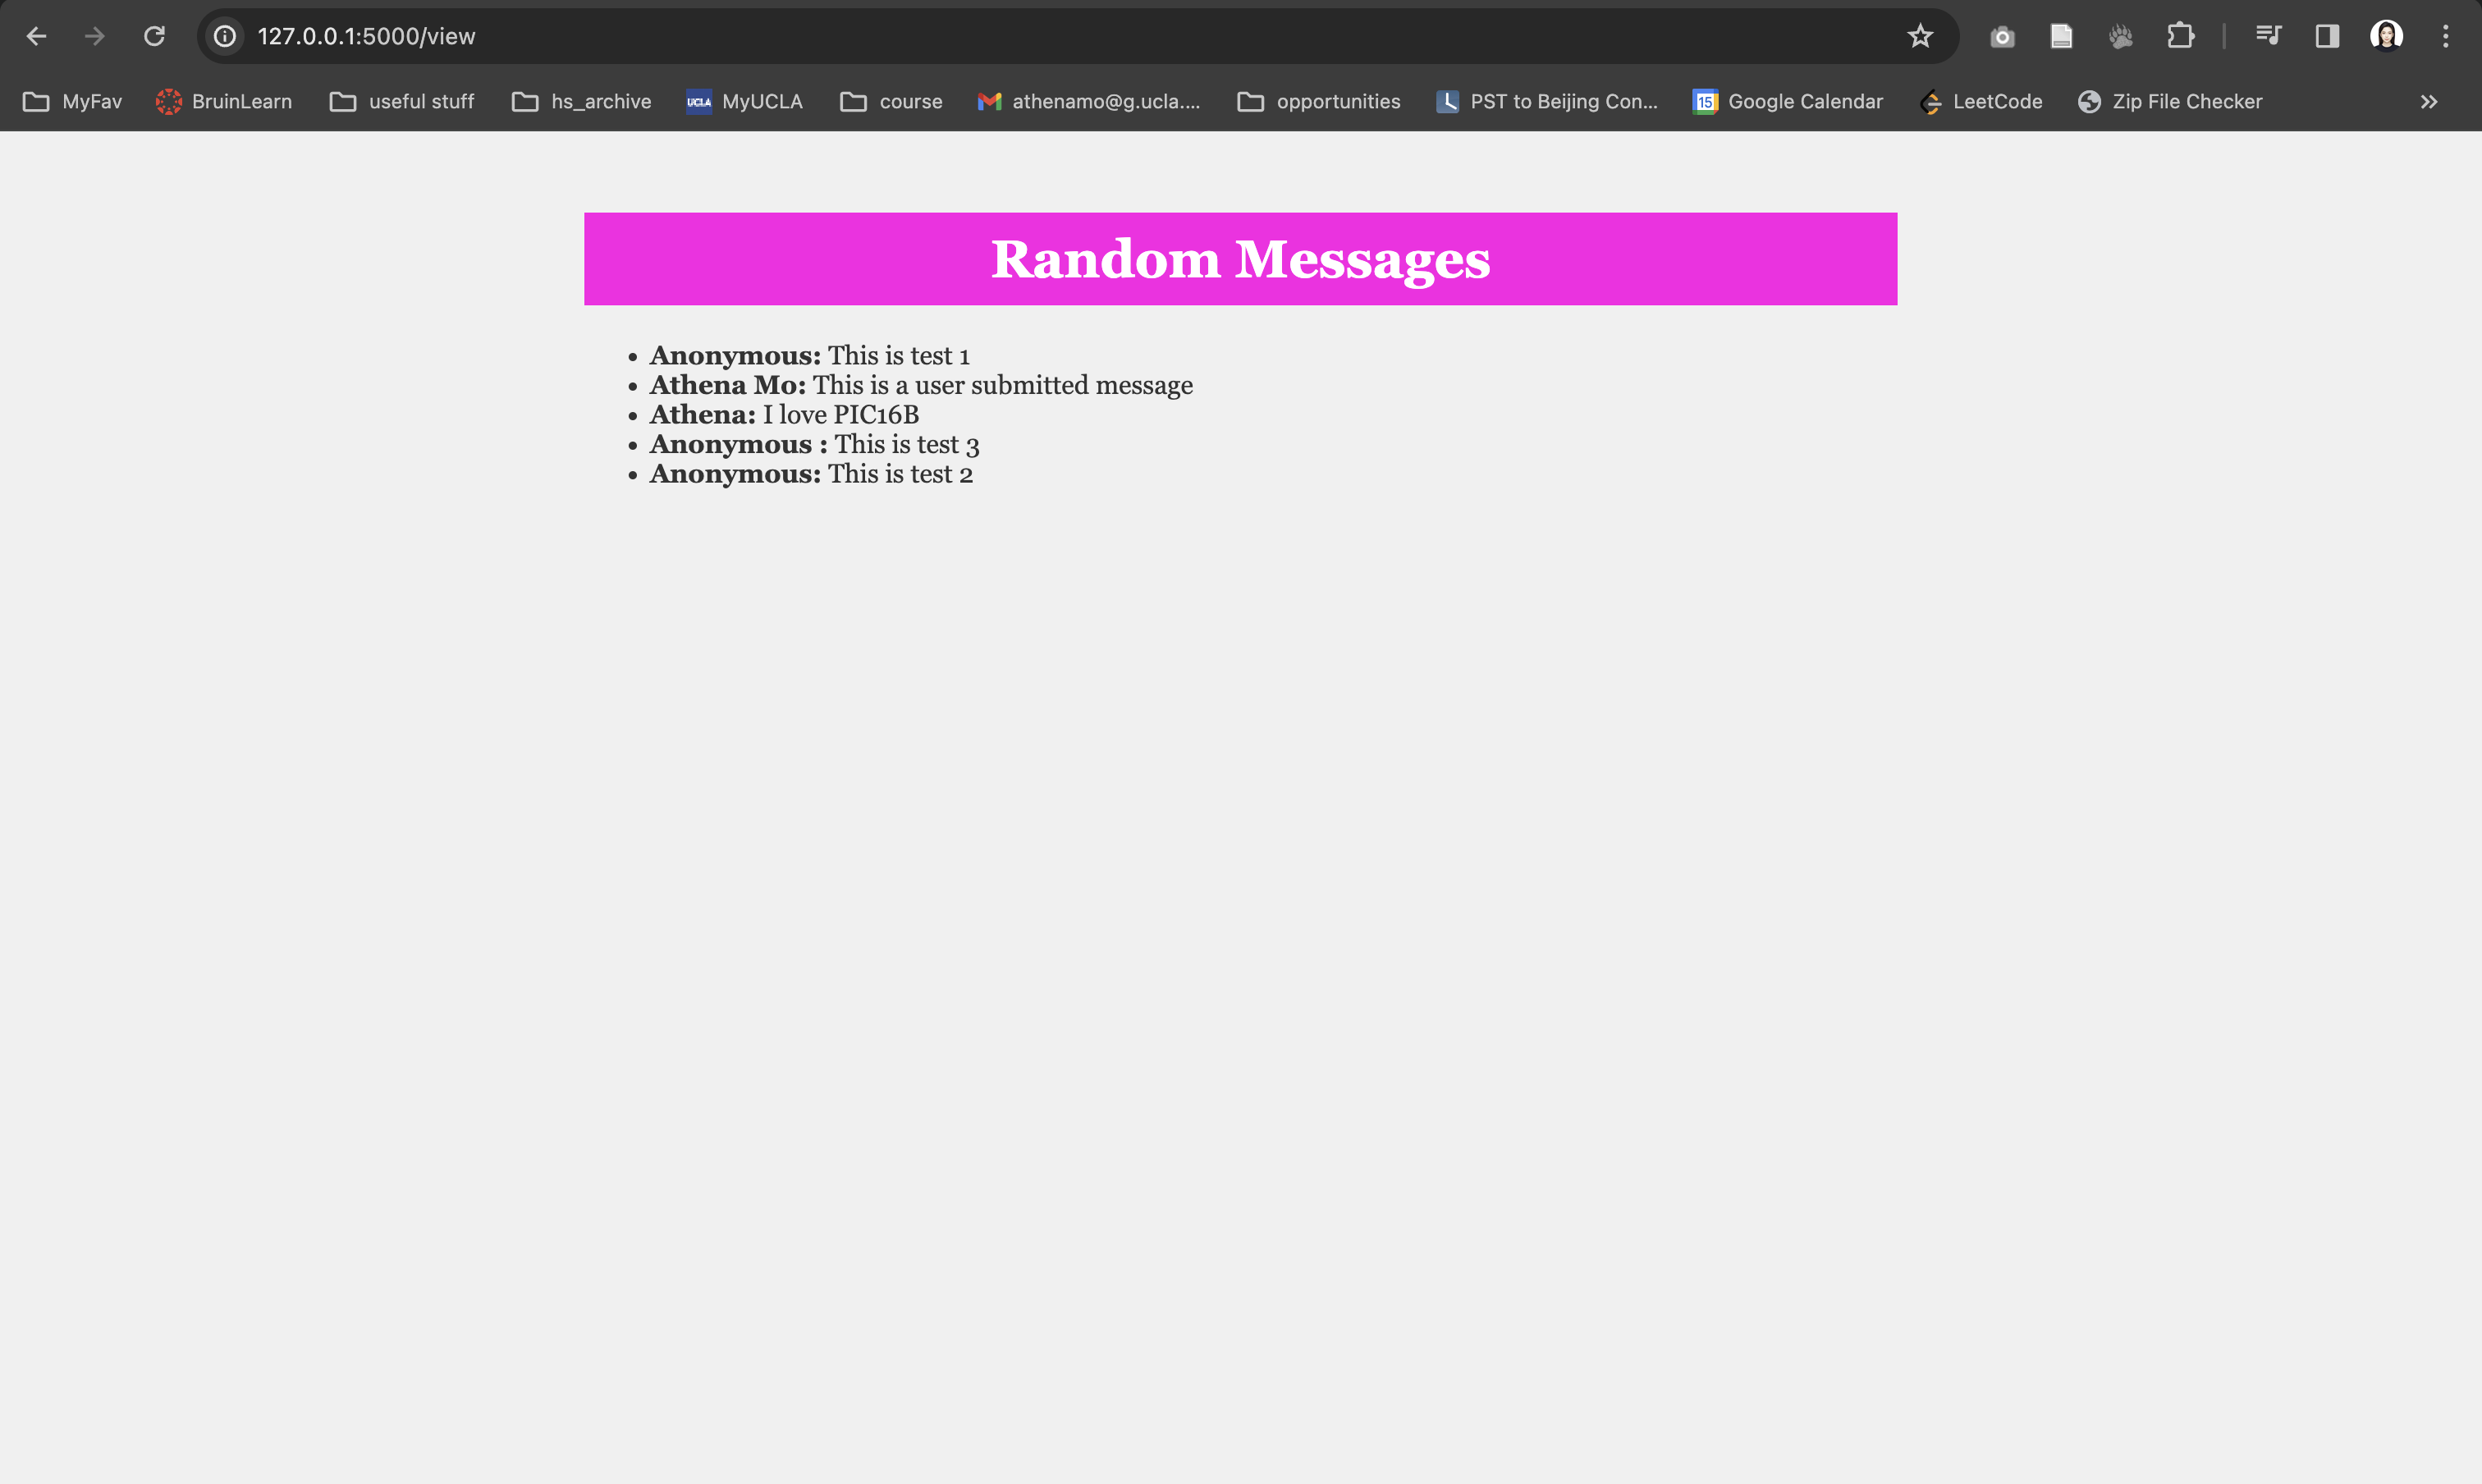 127.0.0.1:5000/view
MyFav BruinLearn useful stuff hs_archive UCLA MyUCLA course athenamo@g.ucla.... opportunities PST to Beijing Con... 15 Google Calendar LeetCode Zip File Checker
Random Messages
Anonymous: This is test 1
Athena Mo: This is a user submitted message
Athena: I love PIC16B
Anonymous : This is test 3
Anonymous: This is test 2